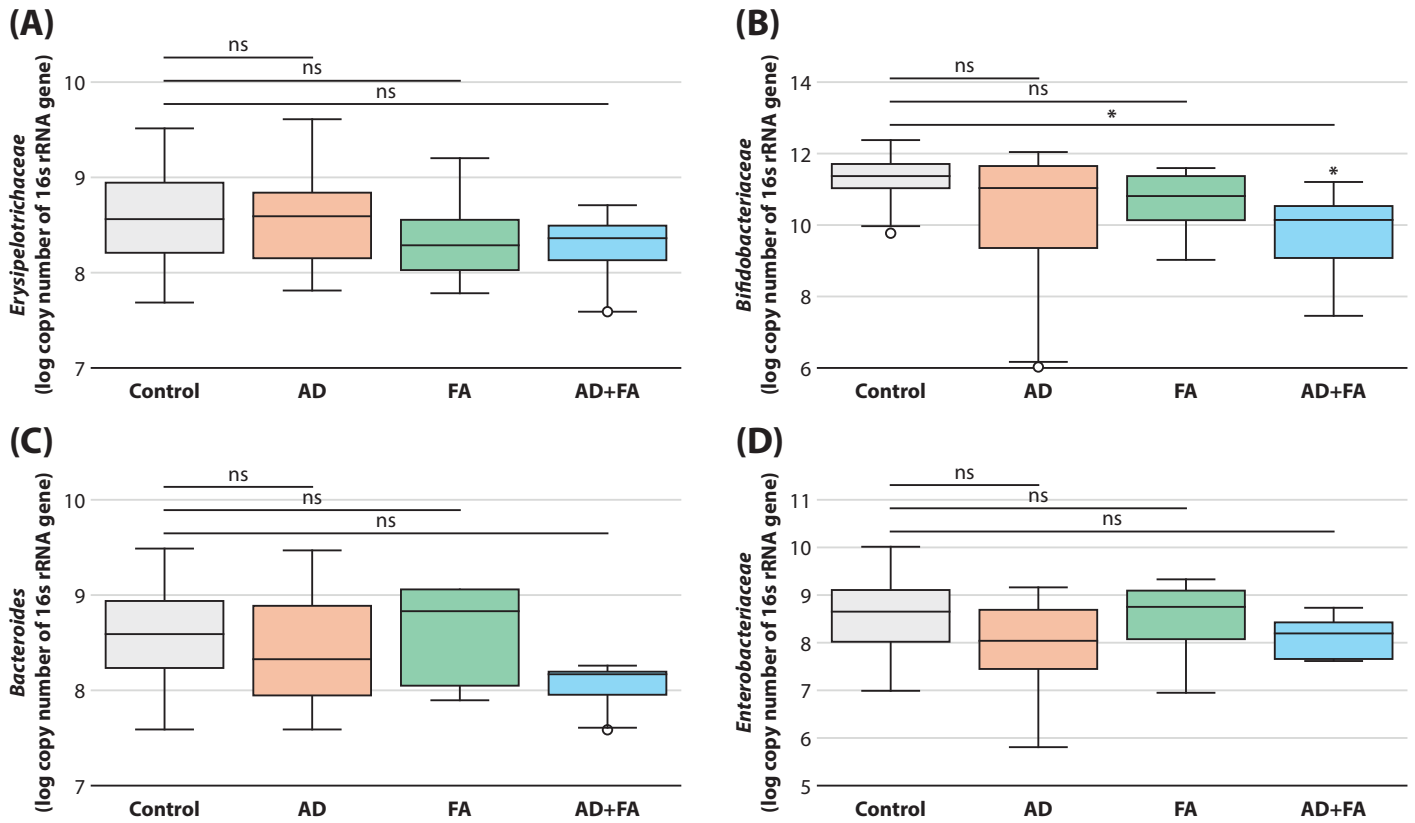 (A)
Erysipelotrichaceae
(log copy number of 16s rRNA gene)
10
9
8
7
ns
ns
ns
Control AD FA AD+FA
(B)
Bifidobacteriaceae
(log copy number of 16s rRNA gene)
14
12
10
8
6
ns
ns
*
*
Control AD FA AD+FA
(C)
Bacteroides
(log copy number of 16s rRNA gene)
10
9
8
7
ns
ns
ns
Control AD FA AD+FA
(D)
Enterobacteriaceae
(log copy number of 16s rRNA gene)
11
10
9
8
7
6
5
ns
ns
ns
Control AD FA AD+FA